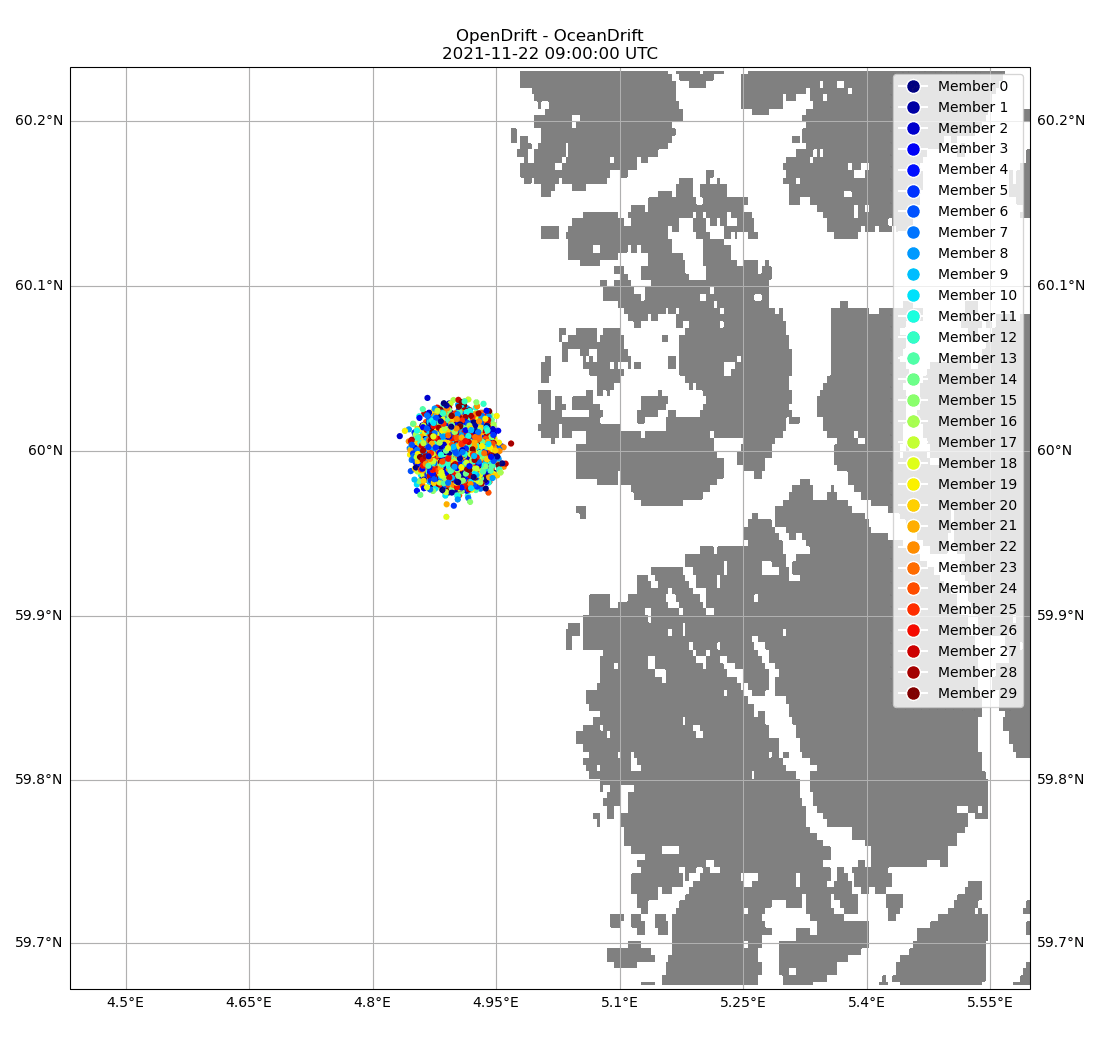 OpenDrift - OceanDrift
2021-11-22 09:00:00 UTC
Member 0
Member 1
Member 2
Member 3
Member 4
Member 5
Member 6
Member 7
Member 8
Member 9
Member 10
Member 11
Member 12
Member 13
Member 14
Member 15
Member 16
Member 17
Member 18
Member 19
Member 20
Member 21
Member 22
Member 23
Member 24
Member 25
Member 26
Member 27
Member 28
Member 29
60.2°N
60.2°N
60.1°N
60.1°N
60°N
60°N
59.9°N
59.9°N
59.8°N
59.8°N
59.7°N
59.7°N
4.5°E
4.65°E
4.8°E
4.95°E
5.1°E
5.25°E
5.4°E
5.55°E